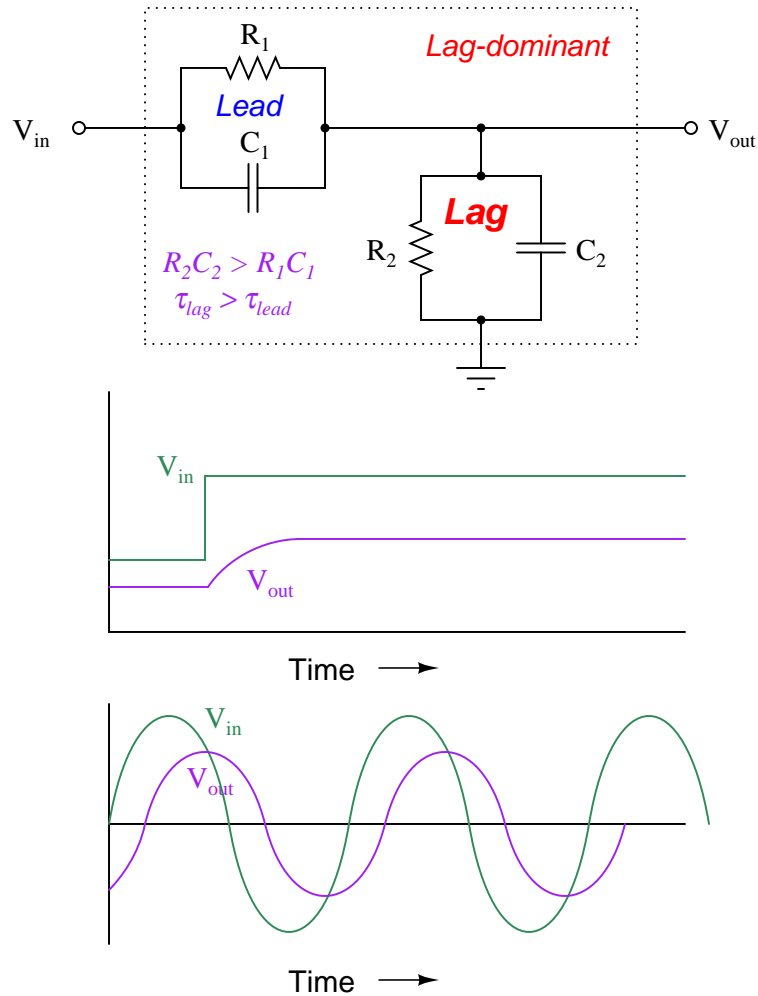 R1
Lag-dominant
Lead
Vin
C1
Vout
Lag
R2
C2
R2C2 > R1C1
τlag > τlead
Vin
Vout
Time
Vin
Vout
Time